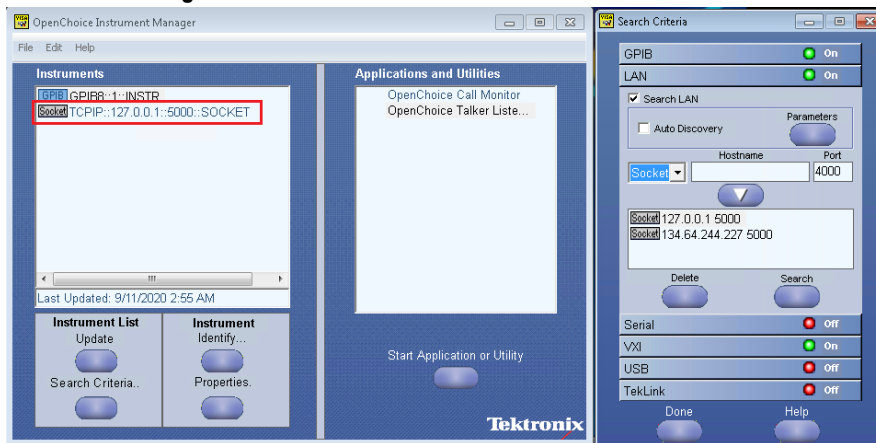 OpenChoice Instrument Manager
File Edit Help
Instruments
GPIB GPIB8::1::INSTR
Socket TCPIP::127.0.0.1::5000::SOCKET
Last Updated: 9/11/2020 2:55 AM
Instrument List
Update
Search Criteria..
Instrument
Identify...
Properties.
Applications and Utilities
OpenChoice Call Monitor
OpenChoice Talker Liste...
Start Application or Utility
Tektronix
Search Criteria
GPIB On
LAN On
Search LAN
Auto Discovery
Parameters
Hostname Port
Socket 4000
Socket 127.0.0.1 5000
Socket 134.64.244.227 5000
Delete Search
Serial Off
VXI On
USB Off
TekLink Off
Done Help